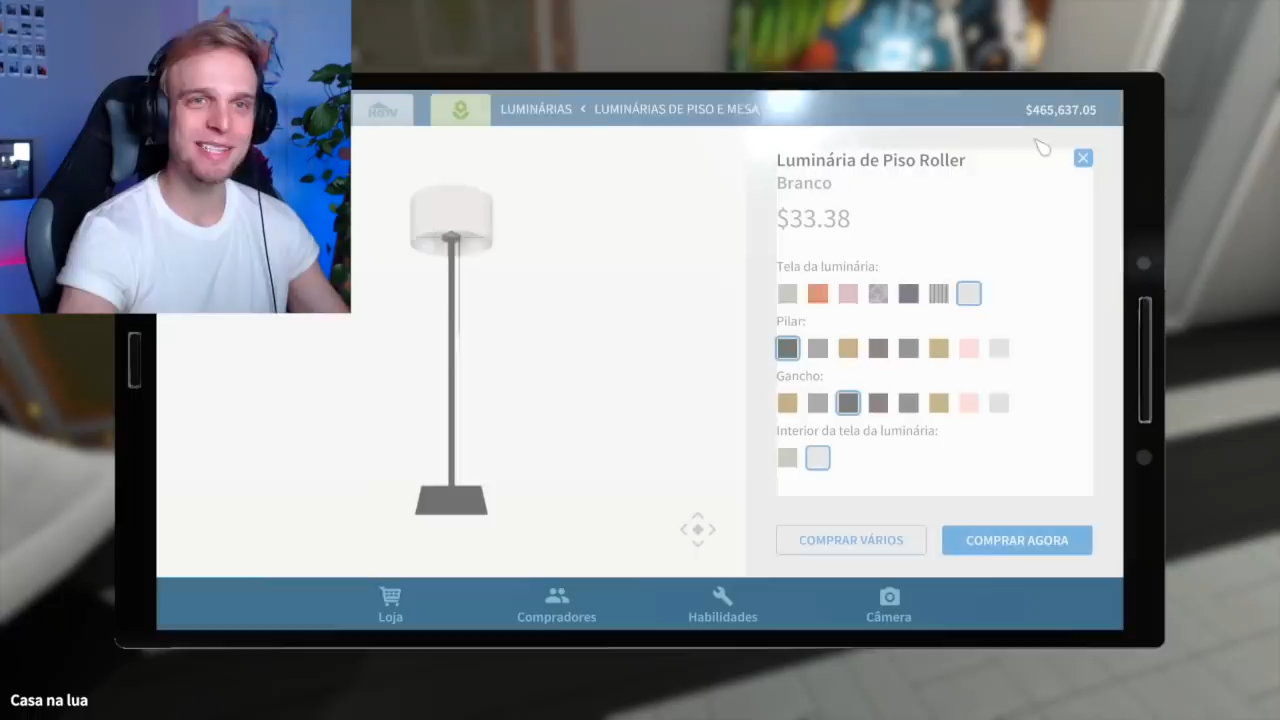 HGTV
LUMINÁRIAS < LUMINÁRIAS DE PISO E MESA
$465,637.05
Luminária de Piso Roller
Branco
$33.38
Tela da luminária:
Pilar:
Gancho:
Interior da tela da luminária:
COMPRAR VÁRIOS
COMPRAR AGORA
Loja
Compradores
Habilidades
Câmera
Casa na lua